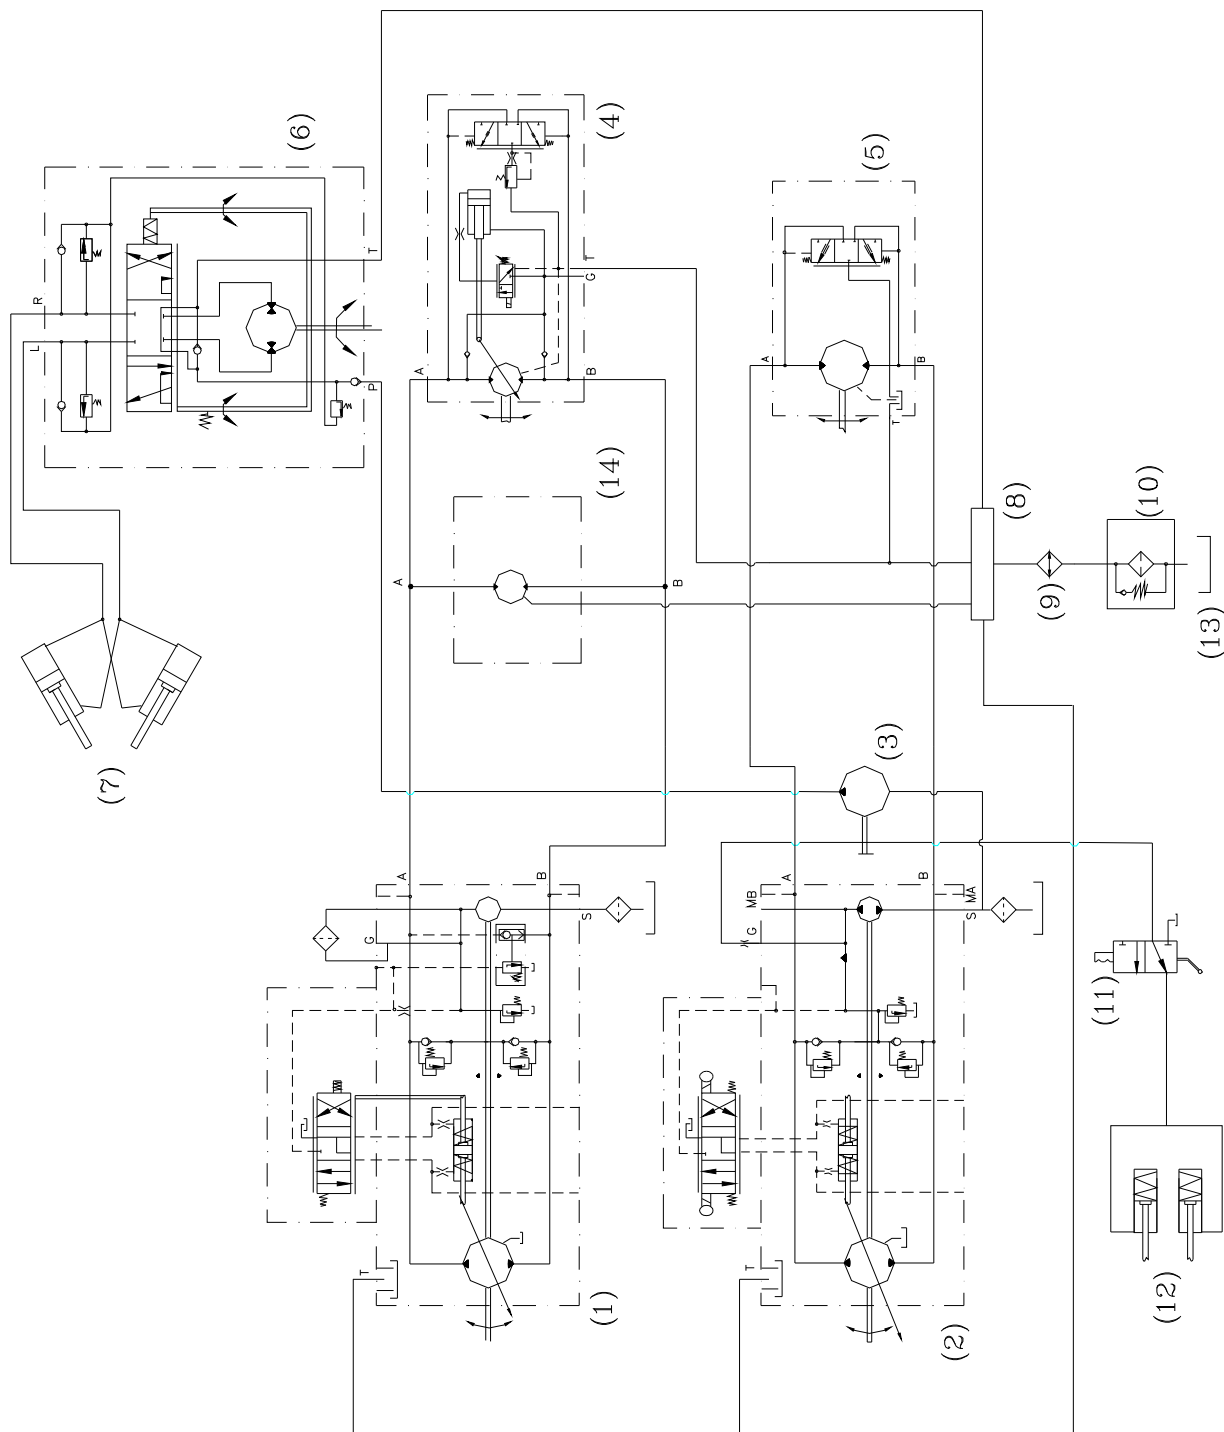 (6)
R
L
T
P
(4)
A
B
T
G
(5)
A
B
T
(14)
A
B
(10)
(8)
(9)
(13)
(7)
(3)
A
B
G
S
T
(1)
MB
A
B
MA
G
S
T
(2)
(11)
(12)